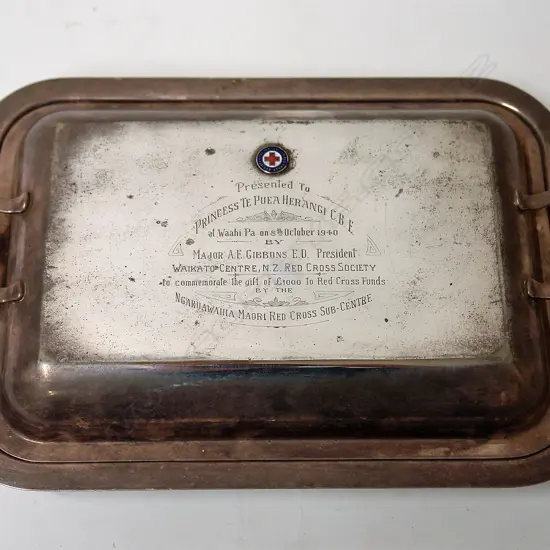 Presented To
PRINCESS TE PUEA HERANGI C.B.E.
at Waahi Pa on 8th October 1940
BY
MAJOR A.E. GIBBONS E.D. President
WAIKATO CENTRE, N.Z. RED CROSS SOCIETY
to commemorate the gift of £1000 to Red Cross Funds
BY THE
NGARUAWAHIA MAORI RED CROSS SUB-CENTRE